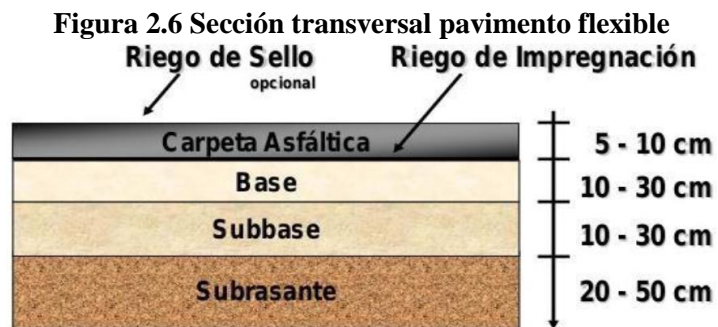 Figura 2.6 Sección transversal pavimento flexible
Riego de Sello
opcional
Riego de Impregnación
Carpeta Asfáltica
5 - 10 cm
Base
10 - 30 cm
Subbase
10 - 30 cm
Subrasante
20 - 50 cm